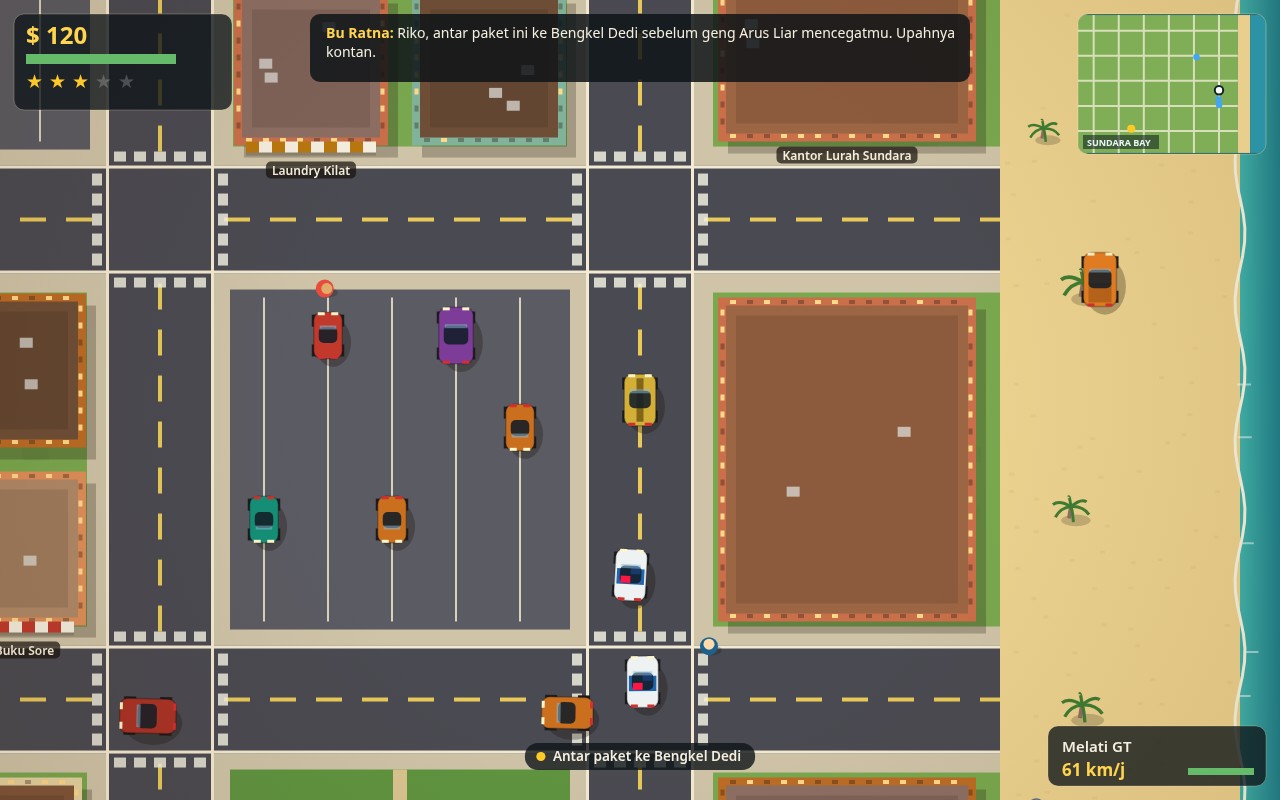 $ 120
★ ★ ★ ★ ★
Bu Ratna: Riko, antar paket ini ke Bengkel Dedi sebelum geng Arus Liar mencegatmu. Upahnya
kontan.
SUNDARA BAY
Laundry Kilat
Kantor Lurah Sundara
Buku Sore
Antar paket ke Bengkel Dedi
Melati GT
61 km/j